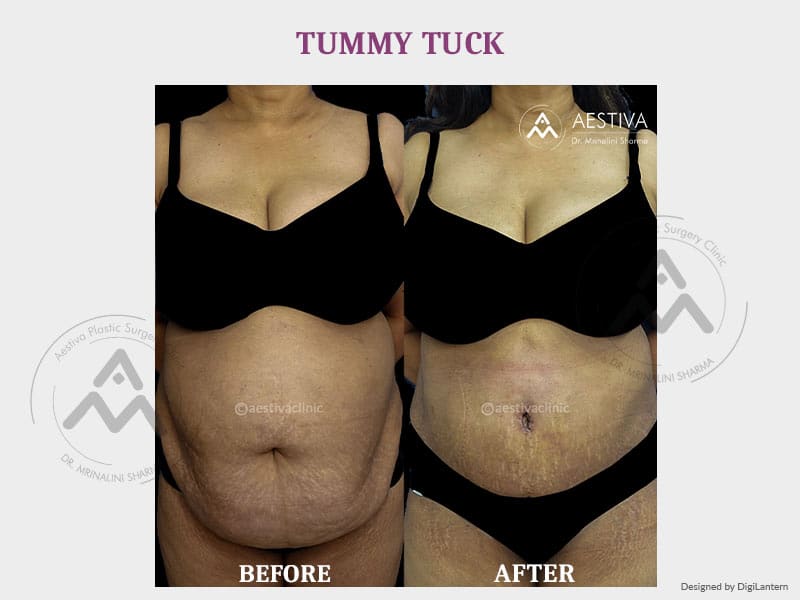 TUMMY TUCK
AESTIVA
Dr. Mrinalini Sharma
Aestiva Plastic Surgery
DR. MRINALINI SHARMA
Surgery Clinic
DR. MRINALINI SHARMA
©aestivaclinic
©aestivaclinic
BEFORE
AFTER
Designed by DigiLantern